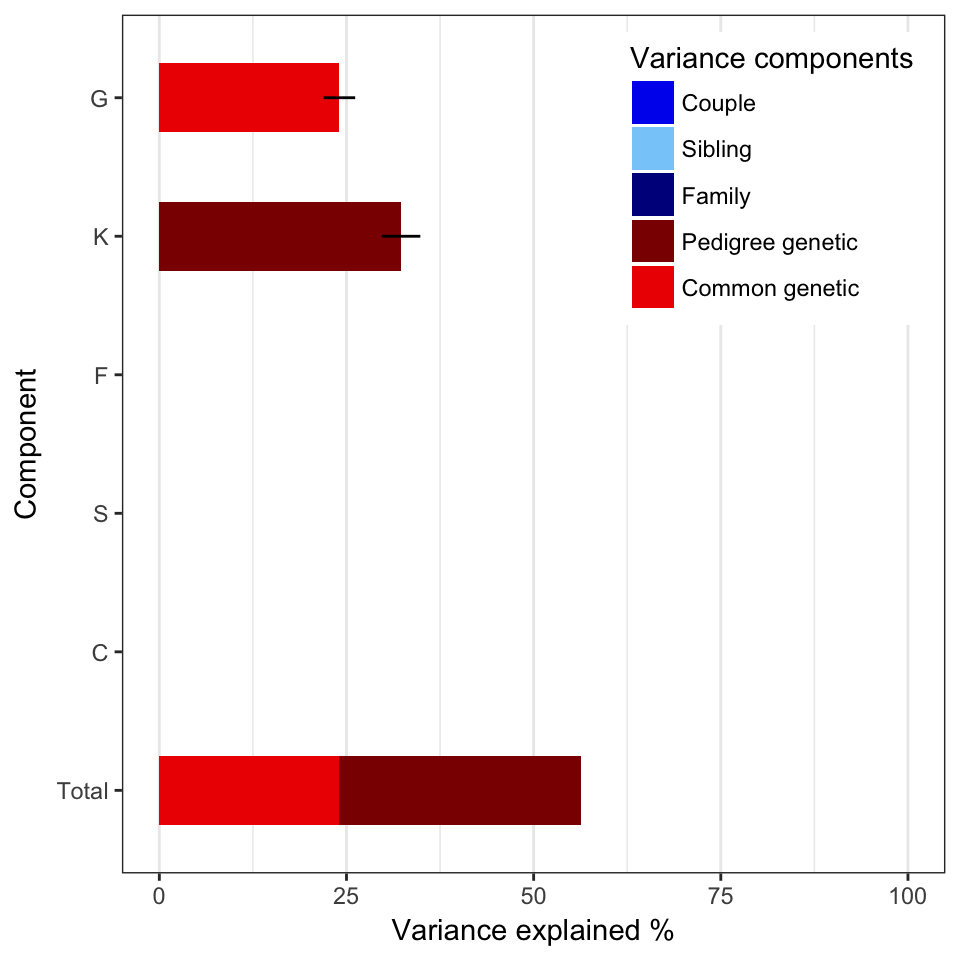 Variance components
Couple
Sibling
Family
Pedigree genetic
Common genetic
G
K
F
S
C
Total
Component
0 25 50 75 100
Variance explained %